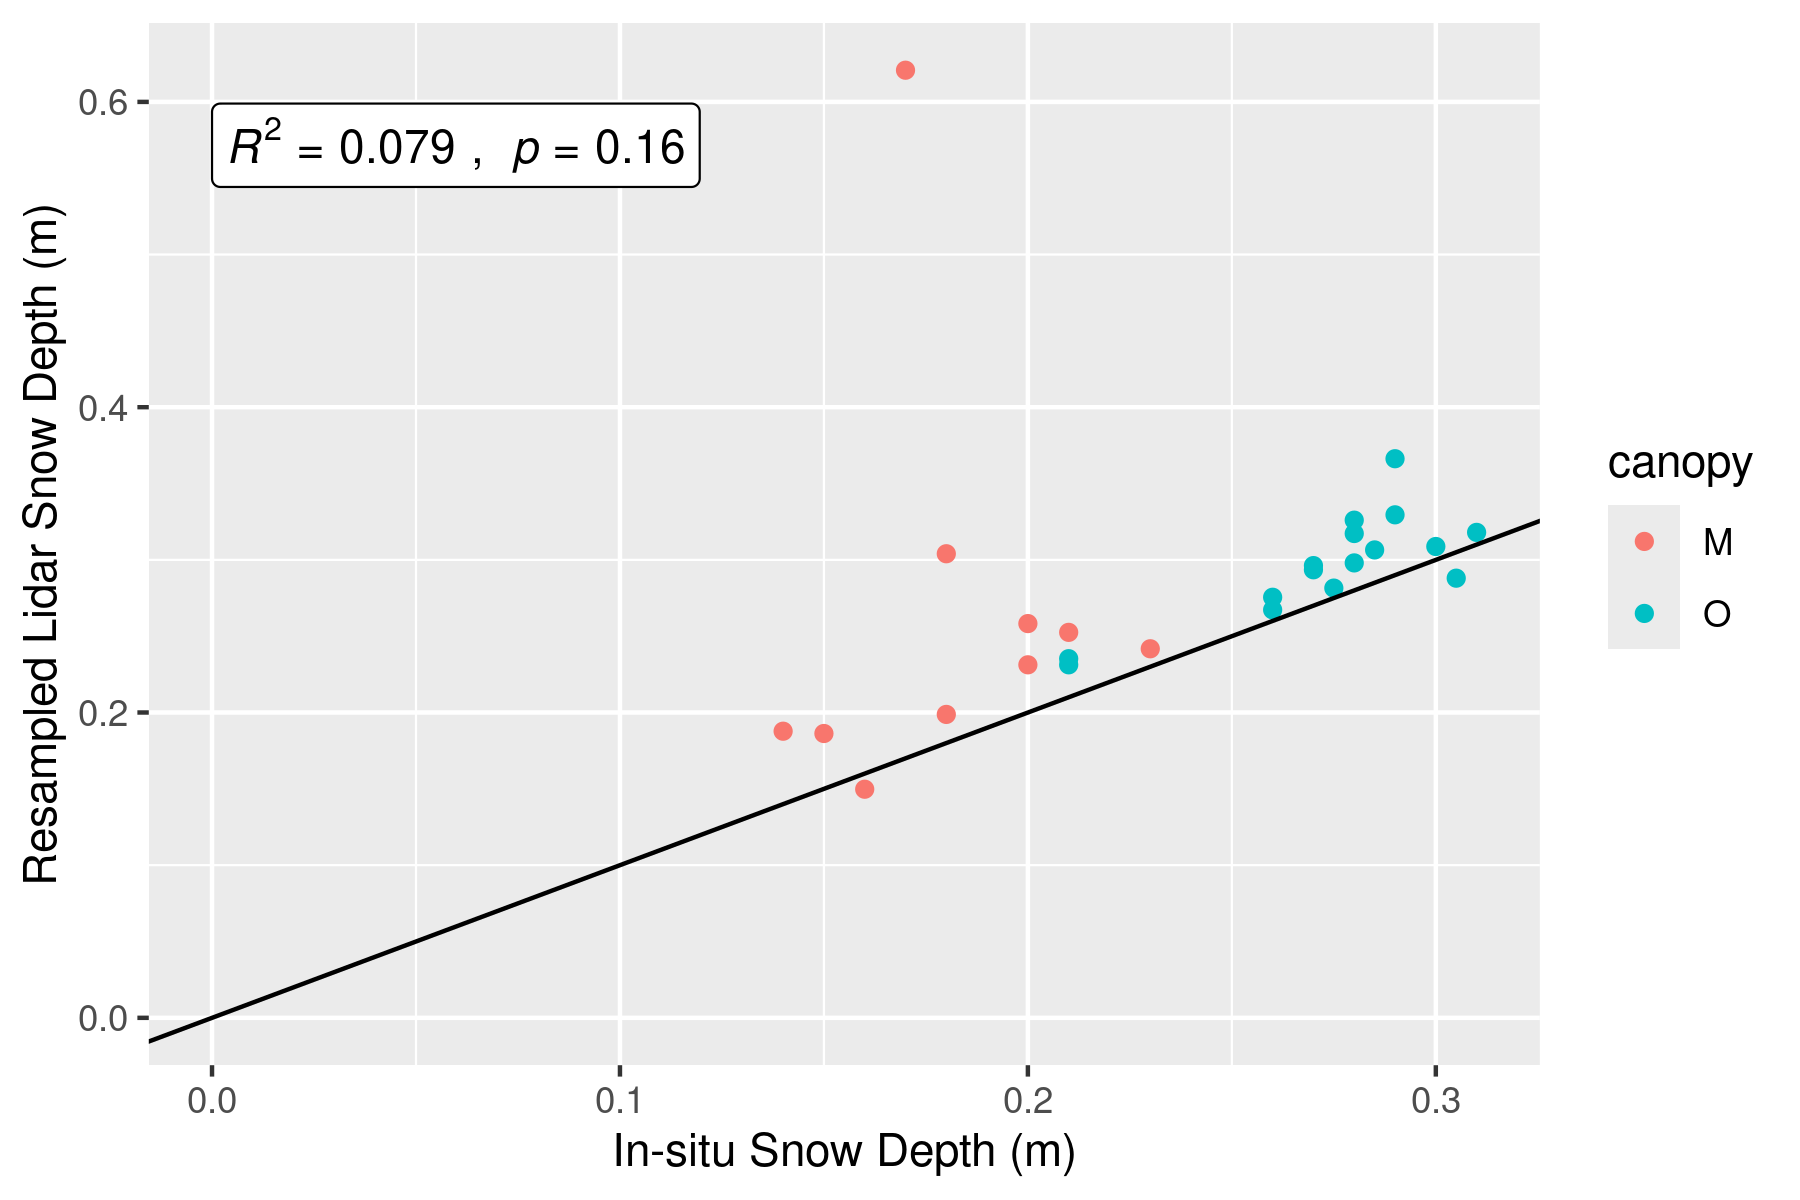 R² = 0.079 , p = 0.16
Resampled Lidar Snow Depth (m)
0.6
0.4
0.2
0.0
0.0 0.1 0.2 0.3
In-situ Snow Depth (m)
canopy
M
O